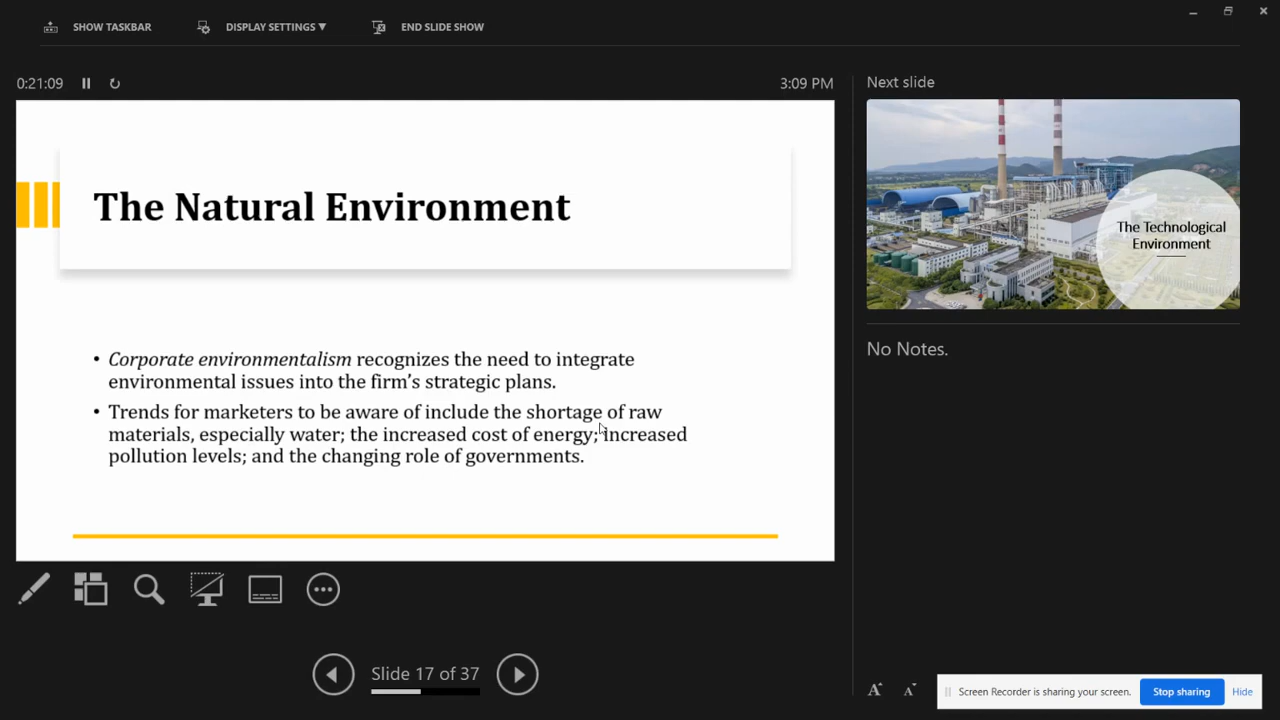 SHOW TASKBAR
DISPLAY SETTINGS ▼
END SLIDE SHOW
0:21:09
3:09 PM
The Natural Environment
• Corporate environmentalism recognizes the need to integrate
environmental issues into the firm's strategic plans.
• Trends for marketers to be aware of include the shortage of raw
materials, especially water; the increased cost of energy; increased
pollution levels; and the changing role of governments.
Slide 17 of 37
Next slide
The Technological
Environment
No Notes.
A A
Screen Recorder is sharing your screen.
Stop sharing
Hide